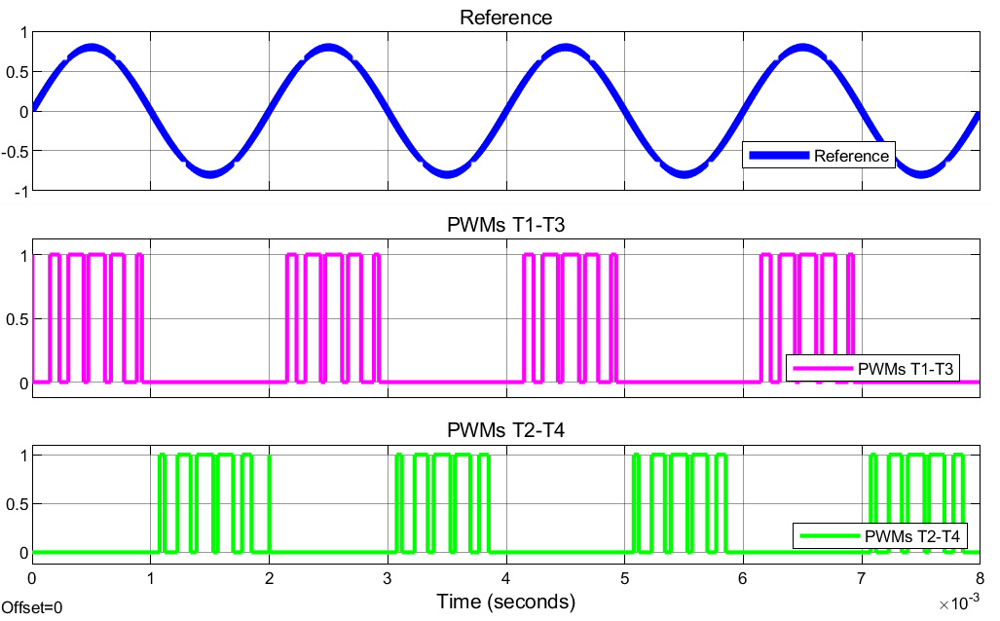 Reference
1
0.5
0
-0.5
-1
Reference
PWMs T1-T3
1
0.5
0
PWMs T1-T3
PWMs T2-T4
1
0.5
0
PWMs T2-T4
0 1 2 3 4 5 6 7 8
Time (seconds)
×10-3
Offset=0